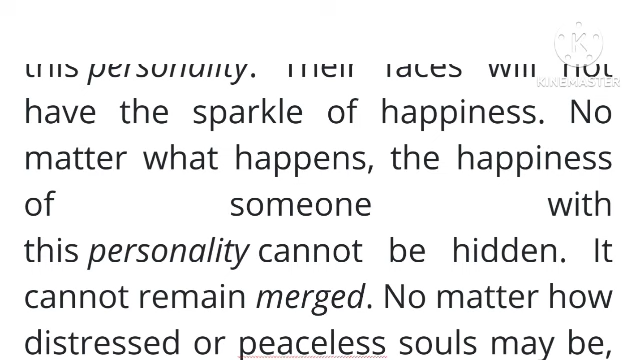 this personality. Their faces will not
have the sparkle of happiness. No
matter what happens, the happiness
of someone with
this personality cannot be hidden. It
cannot remain merged. No matter how
distressed or peaceless souls may be,
KINEMASTER